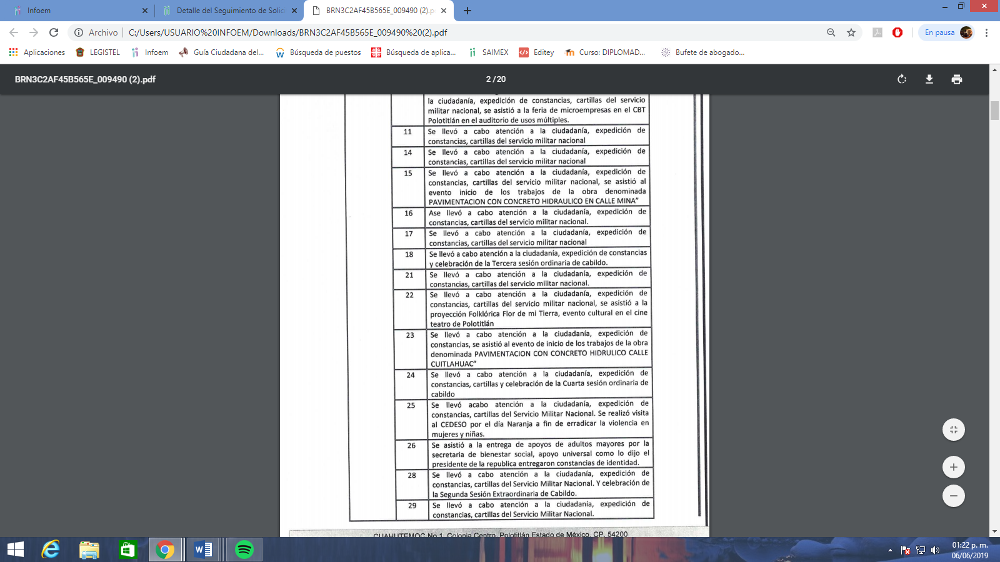 Infoem
Detalle del Seguimiento de Solic
BRN3C2AF45B565E_009490 (2).p
Archivo
C:/Users/USUARIO%20INFOEM/Downloads/BRN3C2AF45B565E_009490%20(2).pdf
En pausa
Aplicaciones
LEGISTEL
Infoem
Guía Ciudadana del...
Búsqueda de puestos
Búsqueda de aplica...
SAIMEX
Editey
Curso: DIPLOMAD...
Bufete de abogado...
BRN3C2AF45B565E_009490 (2).pdf
2 / 20
la ciudadanía, expedición de constancias, cartillas del servicio
militar nacional, se asistió a la feria de microempresas en el CBT
Polotitlán en el auditorio de usos múltiples.
11 Se llevó a cabo atención a la ciudadanía, expedición de
constancias, cartillas del servicio militar nacional
14 Se llevó a cabo atención a la ciudadanía, expedición de
constancias, cartillas del servicio militar nacional
15 Se llevó a cabo atención a la ciudadanía, expedición de
constancias, cartillas del servicio militar nacional, se asistió al
evento inicio de los trabajos de la obra denominada
PAVIMENTACION CON CONCRETO HIDRAULICO EN CALLE MINA”
16 Ase llevó a cabo atención a la ciudadanía, expedición de
constancias, cartillas del servicio militar nacional.
17 Se llevó a cabo atención a la ciudadanía, expedición de
constancias, cartillas del servicio militar nacional
18 Se llevó a cabo atención a la ciudadanía, expedición de constancias
y celebración de la Tercera sesión ordinaria de cabildo.
21 Se llevó a cabo atención a la ciudadanía, expedición de
constancias, cartillas del servicio militar nacional.
22 Se llevó a cabo atención a la ciudadanía, expedición de
constancias, cartillas del servicio militar nacional, se asistió a la
proyección Folklórica Flor de mi Tierra, evento cultural en el cine
teatro de Polotitlán
23 Se llevó a cabo atención a la ciudadanía, expedición de
constancias, se asistió al evento de inicio de los trabajos de la obra
denominada PAVIMENTACION CON CONCRETO HIDRULICO CALLE
CUITLAHUAC”
24 Se llevó a cabo atención a la ciudadanía, expedición de
constancias, cartillas y celebración de la Cuarta sesión ordinaria de
cabildo
25 Se llevó acabo atención a la ciudadanía, expedición de
constancias, cartillas del Servicio Militar Nacional. Se realizó visita
al CEDESO por el día Naranja a fin de erradicar la violencia en
mujeres y niñas.
26 Se asistió a la entrega de apoyos de adultos mayores por la
secretaria de bienestar social, apoyo universal como lo dijo el
presidente de la republica entregaron constancias de identidad.
28 Se llevó a cabo atención a la ciudadanía, expedición de
constancias, cartillas del Servicio Militar Nacional. Y celebración de
la Segunda Sesión Extraordinaria de Cabildo.
29 Se llevó a cabo atención a la ciudadanía, expedición de
constancias, cartillas del Servicio Militar Nacional.
CUAHUTEMOC No 1, Colonia Centro, Polotitlán Estado de México, CP. 54200
01:22 p. m.
06/06/2019